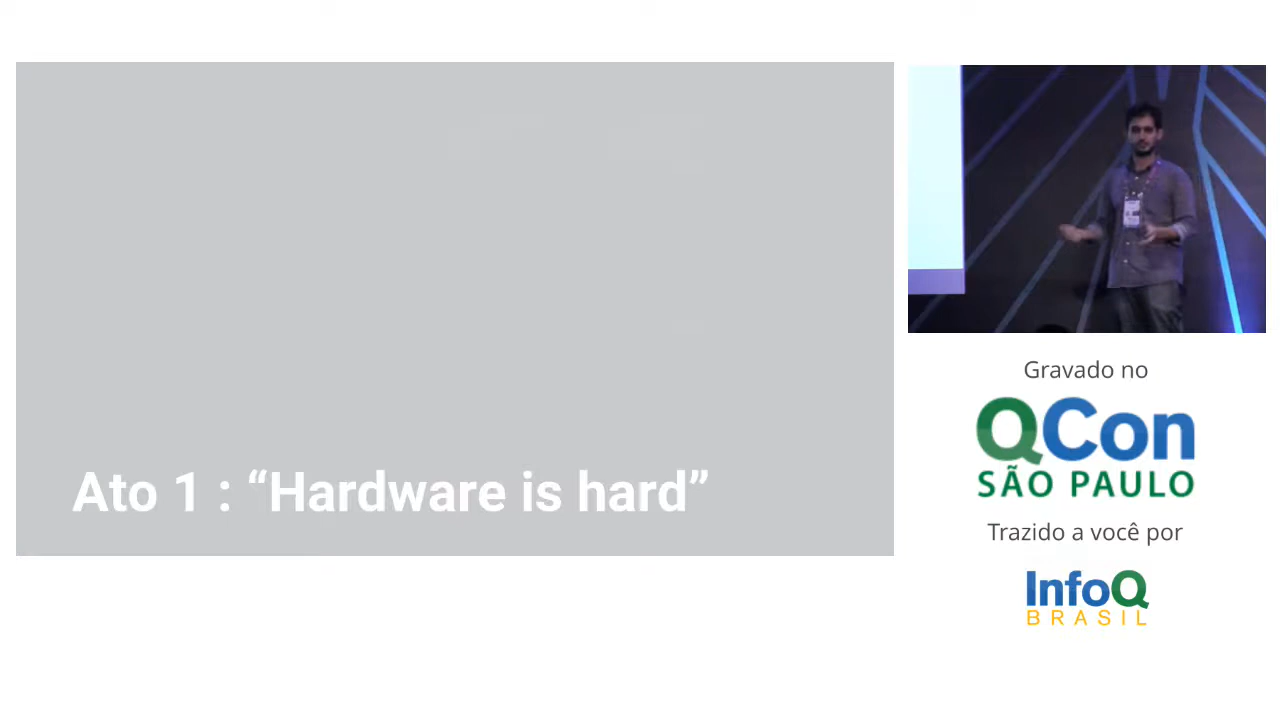 Ato 1 : “Hardware is hard”
Gravado no
QCon
SÃO PAULO
Trazido a você por
InfoQ
BRASIL